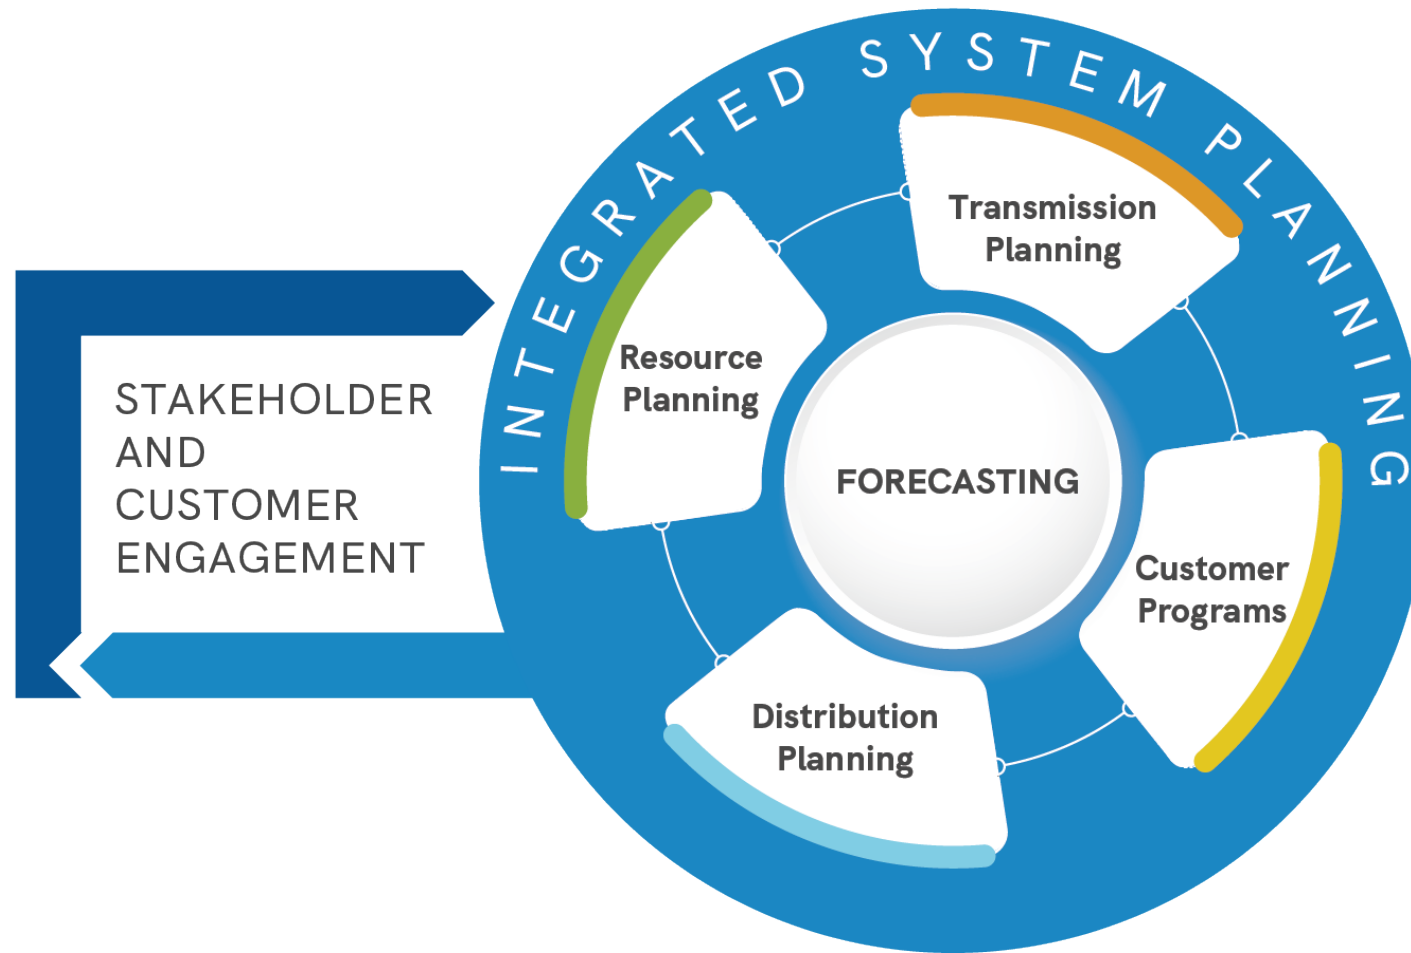 INTEGRATED SYSTEM PLANNING
Transmission
Planning
Resource
Planning
STAKEHOLDER
AND
CUSTOMER
ENGAGEMENT
FORECASTING
Customer
Programs
Distribution
Planning